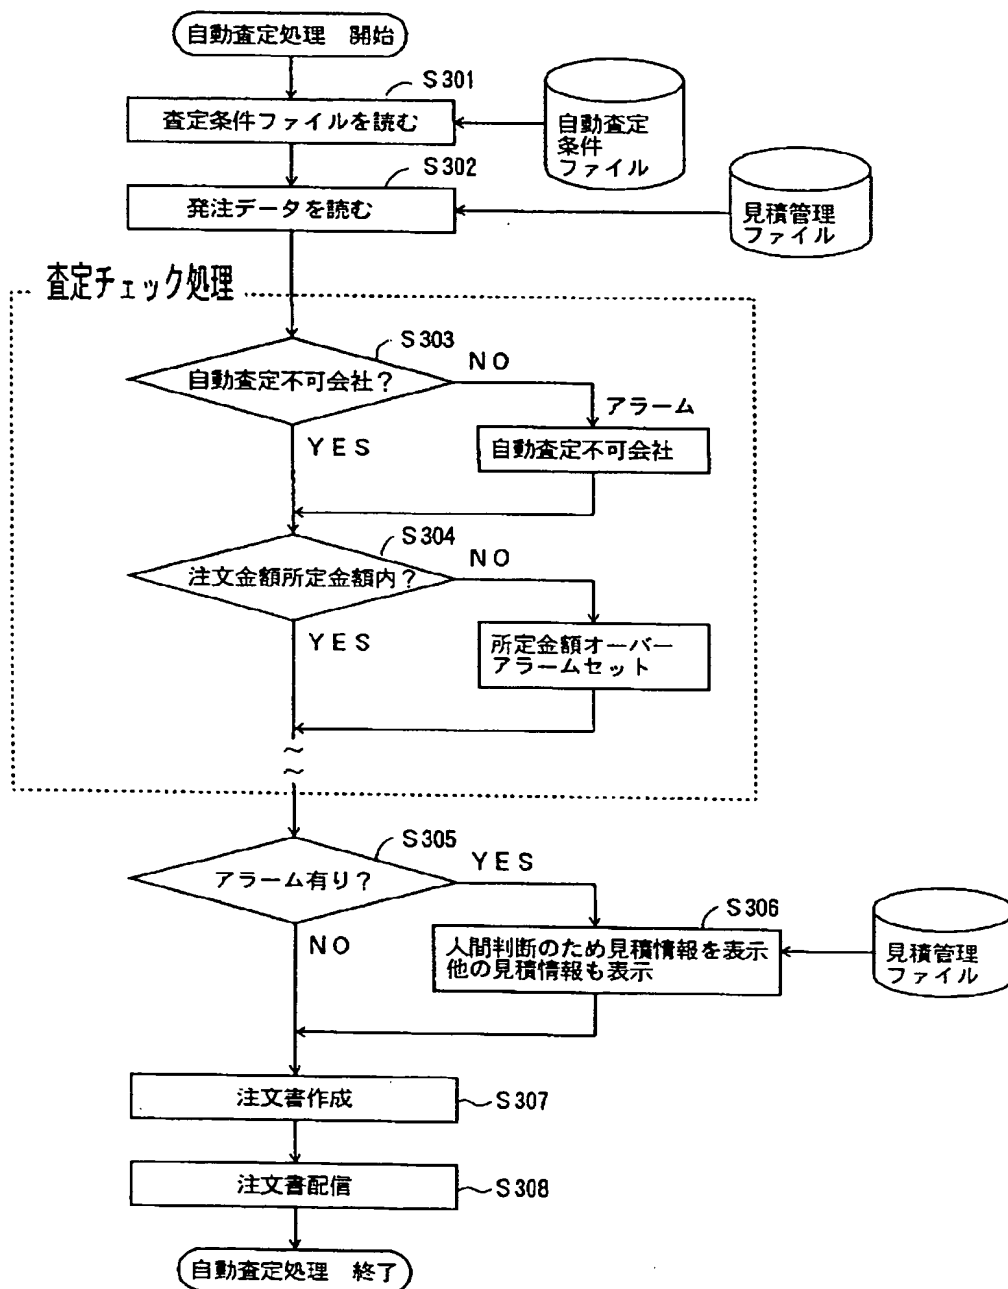 自動査定処理　開始
S301
査定条件ファイルを読む
自動査定
条件
ファイル
S302
発注データを読む
見積管理
ファイル
査定チェック処理
S303
自動査定不可会社？
NO
アラーム
YES
自動査定不可会社
S304
注文金額所定金額内？
NO
YES
所定金額オーバー
アラームセット
S305
アラーム有り？
YES
NO
S306
人間判断のため見積情報を表示
他の見積情報も表示
見積管理
ファイル
注文書作成
S307
注文書配信
S308
自動査定処理　終了